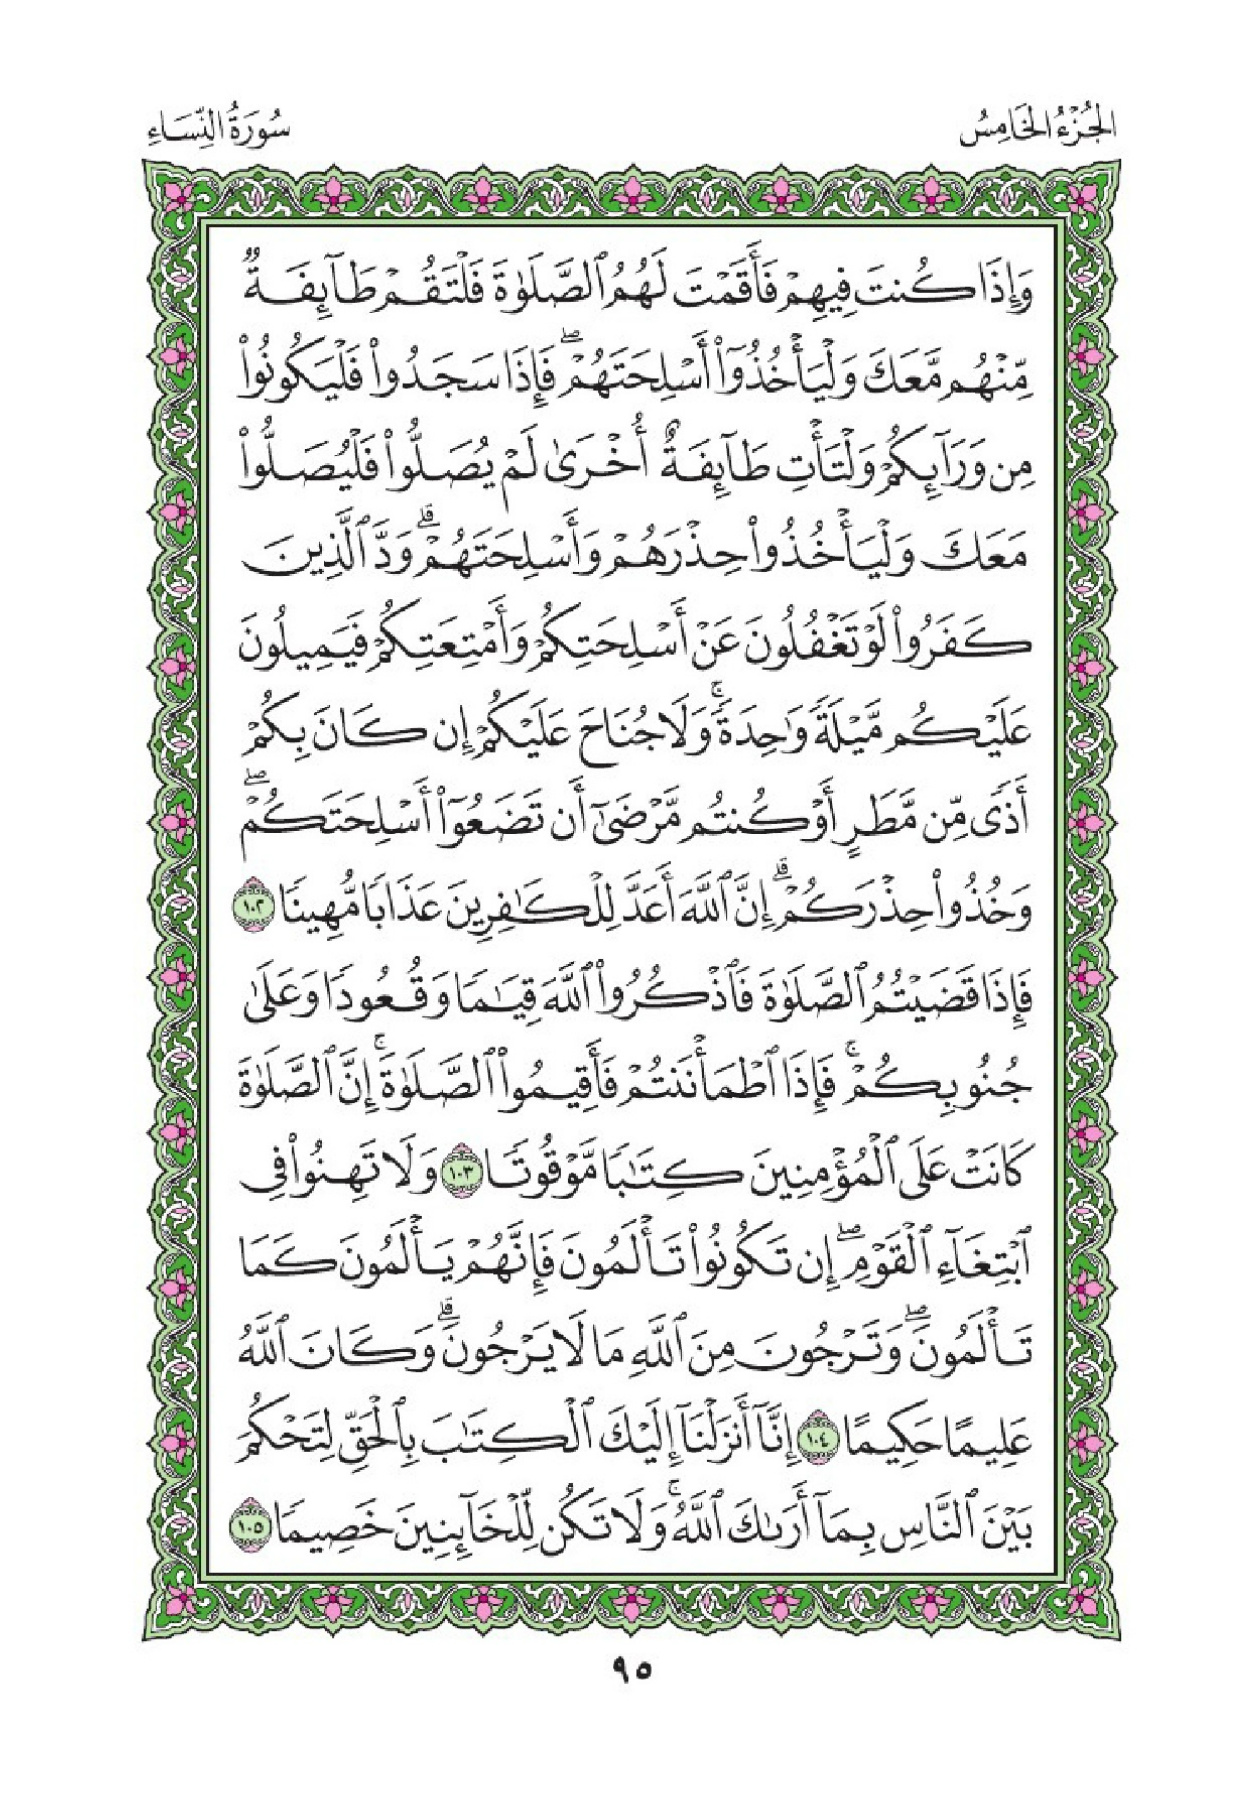 الجُزْءُ الخَامِسُ
سُورَةُ النِّسَاءِ
وَإِذَا كُنتَ فِيهِمْ فَأَقَمْتَ لَهُمُ ٱلصَّلَوٰةَ فَلْتَقُمْ طَآئِفَةٌ
مِّنْهُم مَّعَكَ وَلْيَأْخُذُوٓا۟ أَسْلِحَتَهُمْۖ فَإِذَا سَجَدُوا۟ فَلْيَكُونُوا۟
مِن وَرَآئِكُمْ وَلْتَأْتِ طَآئِفَةٌ أُخْرَىٰ لَمْ يُصَلُّوا۟ فَلْيُصَلُّوا۟
مَعَكَ وَلْيَأْخُذُوا۟ حِذْرَهُمْ وَأَسْلِحَتَهُمْۗ وَدَّ ٱلَّذِينَ
كَفَرُوا۟ لَوْ تَغْفُلُونَ عَنْ أَسْلِحَتِكُمْ وَأَمْتِعَتِكُمْ فَيَمِيلُونَ
عَلَيْكُم مَّيْلَةً وَٰحِدَةًۚ وَلَا جُنَاحَ عَلَيْكُمْ إِن كَانَ بِكُمْ
أَذًى مِّن مَّطَرٍ أَوْ كُنتُم مَّرْضَىٰٓ أَن تَضَعُوٓا۟ أَسْلِحَتَكُمْۖ
وَخُذُوا۟ حِذْرَكُمْۗ إِنَّ ٱللَّهَ أَعَدَّ لِلْكَـٰفِرِينَ عَذَابًا مُّهِينًا ١٠٢
فَإِذَا قَضَيْتُمُ ٱلصَّلَوٰةَ فَٱذْكُرُوا۟ ٱللَّهَ قِيَـٰمًا وَقُعُودًا وَعَلَىٰ
جُنُوبِكُمْۚ فَإِذَا ٱطْمَأْنَنتُمْ فَأَقِيمُوا۟ ٱلصَّلَوٰةَۚ إِنَّ ٱلصَّلَوٰةَ
كَانَتْ عَلَى ٱلْمُؤْمِنِينَ كِتَـٰبًا مَّوْقُوتًا ١٠٣ وَلَا تَهِنُوا۟ فِى
ٱبْتِغَآءِ ٱلْقَوْمِۖ إِن تَكُونُوا۟ تَأْلَمُونَ فَإِنَّهُمْ يَأْلَمُونَ كَمَا
تَأْلَمُونَۖ وَتَرْجُونَ مِنَ ٱللَّهِ مَا لَا يَرْجُونَۗ وَكَانَ ٱللَّهُ
عَلِيمًا حَكِيمًا ١٠٤ إِنَّآ أَنزَلْنَآ إِلَيْكَ ٱلْكِتَـٰبَ بِٱلْحَقِّ لِتَحْكُمَ
بَيْنَ ٱلنَّاسِ بِمَآ أَرَىٰكَ ٱللَّهُۚ وَلَا تَكُن لِّلْخَآئِنِينَ خَصِيمًا ١٠٥
٩٥